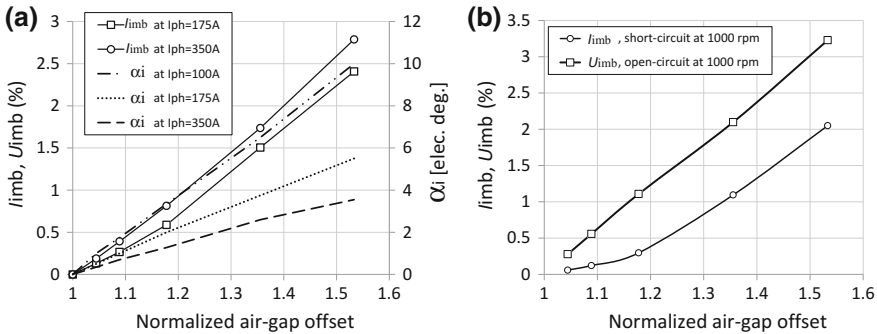 (a)
Iimb at Iph=175A
Iimb at Iph=350A
αi at Iph=100A
αi at Iph=175A
αi at Iph=350A
Iimb, Uimb (%)
3
2.5
2
1.5
1
0.5
0
12
10
8
6
4
2
0
αi [elec. deg.]
1 1.1 1.2 1.3 1.4 1.5 1.6
Normalized air-gap offset
(b)
Iimb , short-circuit at 1000 rpm
Uimb, open-circuit at 1000 rpm
Iimb, Uimb %
3.5
3
2.5
2
1.5
1
0.5
0
1 1.1 1.2 1.3 1.4 1.5 1.6
Normalized air-gap offset